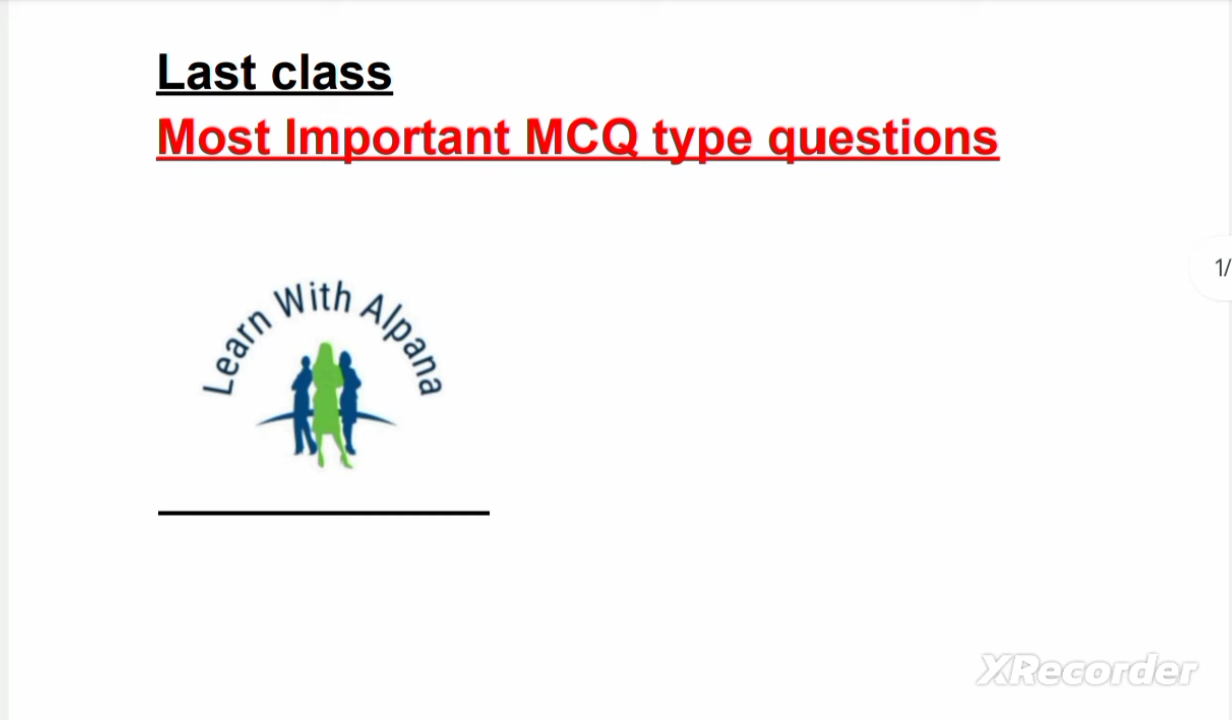 Last class
Most Important MCQ type questions
1/
Learn With Alpana
XRecorder